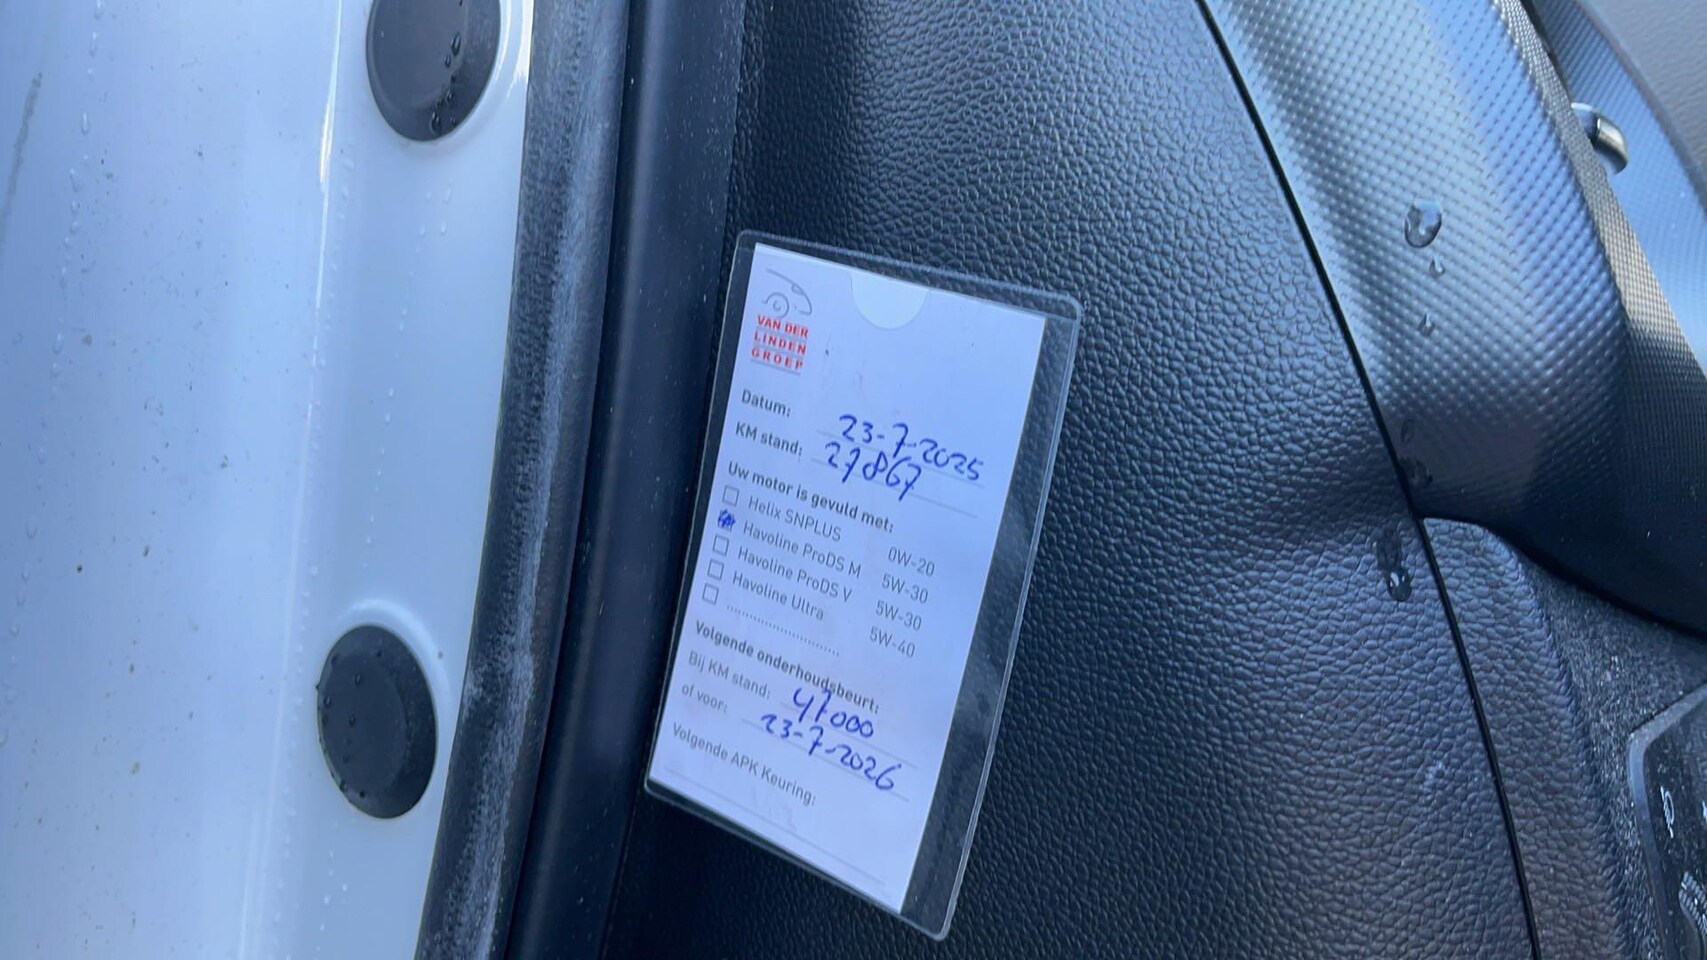 VAN DER
LINDEN
GROEP
Datum: 23-7-2025
KM stand: 27867
Uw motor is gevuld met:
Helix SNPLUS 0W-20
Havoline ProDS M 5W-30
Havoline ProDS V 5W-30
Havoline Ultra 5W-40
........................
Volgende onderhoudsbeurt:
Bij KM stand: 47000
of voor: 23-7-2026
Volgende APK Keuring: